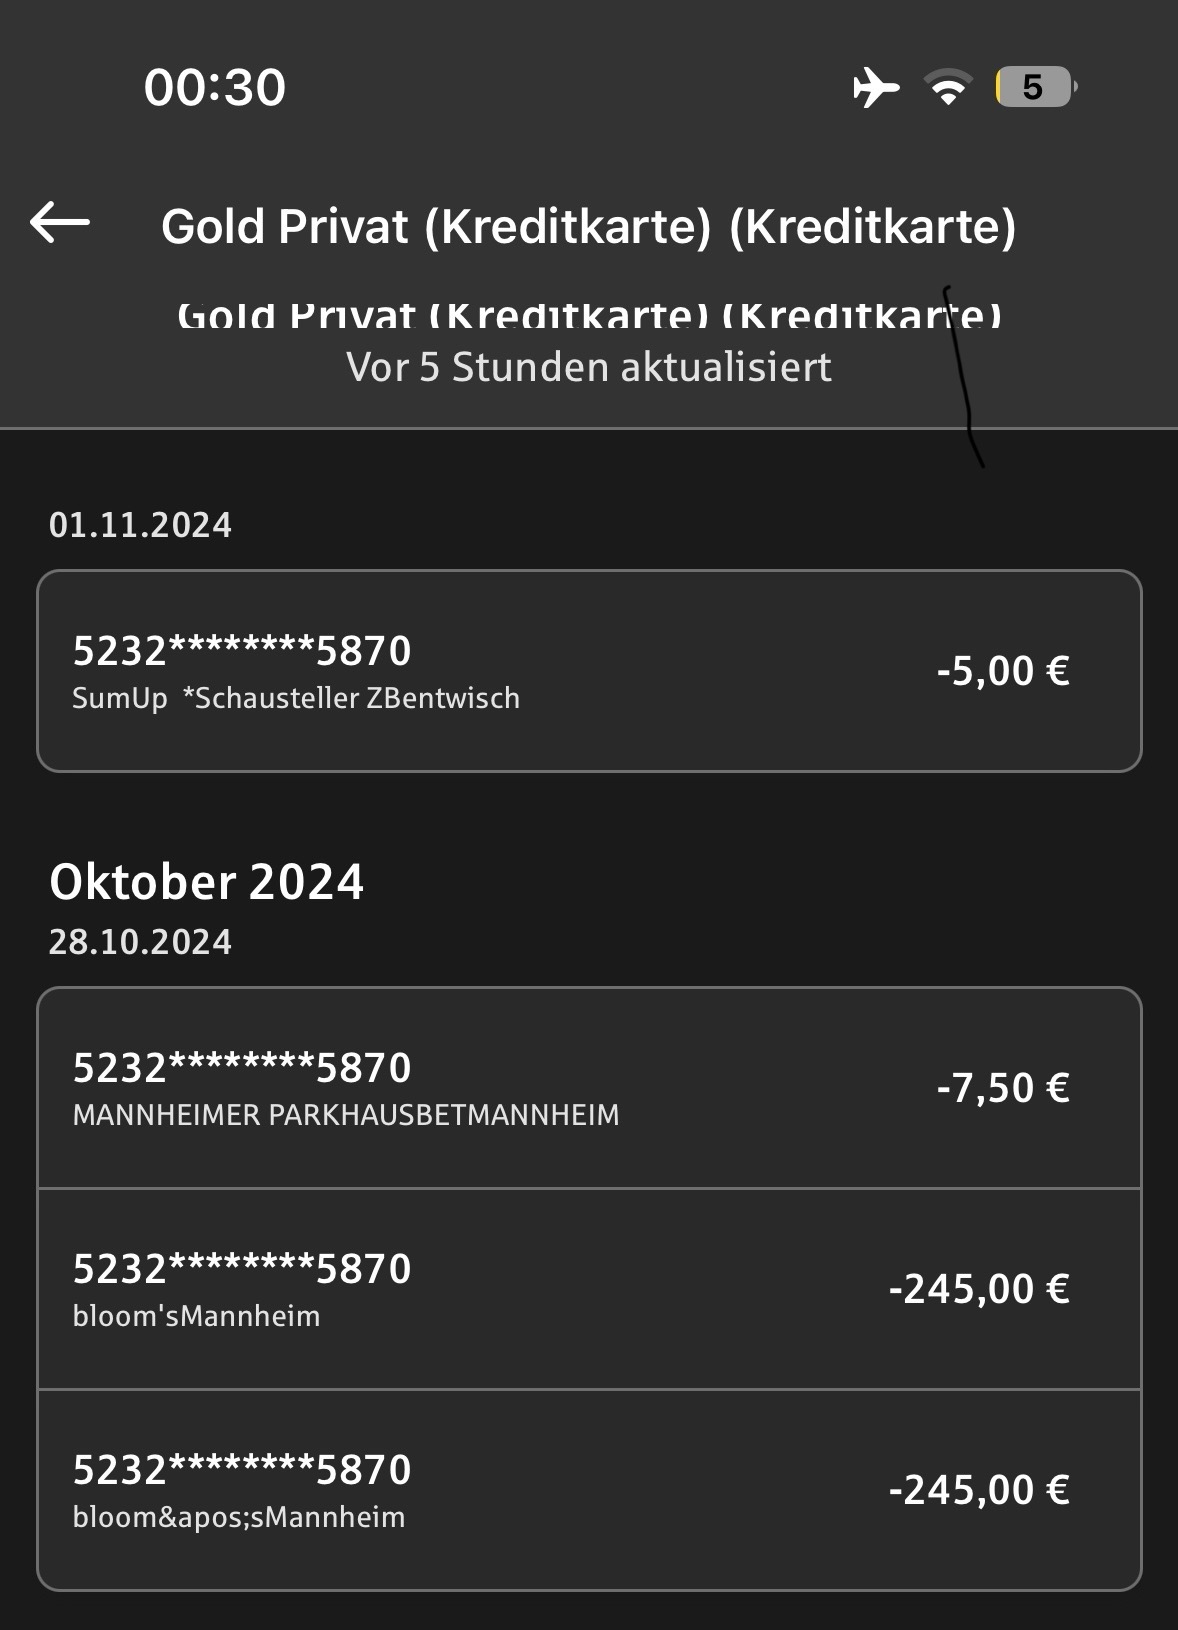 00:30
5
Gold Privat (Kreditkarte) (Kreditkarte)
Gold Privat (Kreditkarte) (Kreditkarte)
Vor 5 Stunden aktualisiert
01.11.2024
5232********5870
-5,00 €
SumUp  *Schausteller ZBentwisch
Oktober 2024
28.10.2024
5232********5870
-7,50 €
MANNHEIMER PARKHAUSBETMANNHEIM
5232********5870
-245,00 €
bloom'sMannheim
5232********5870
-245,00 €
bloom&apos;sMannheim